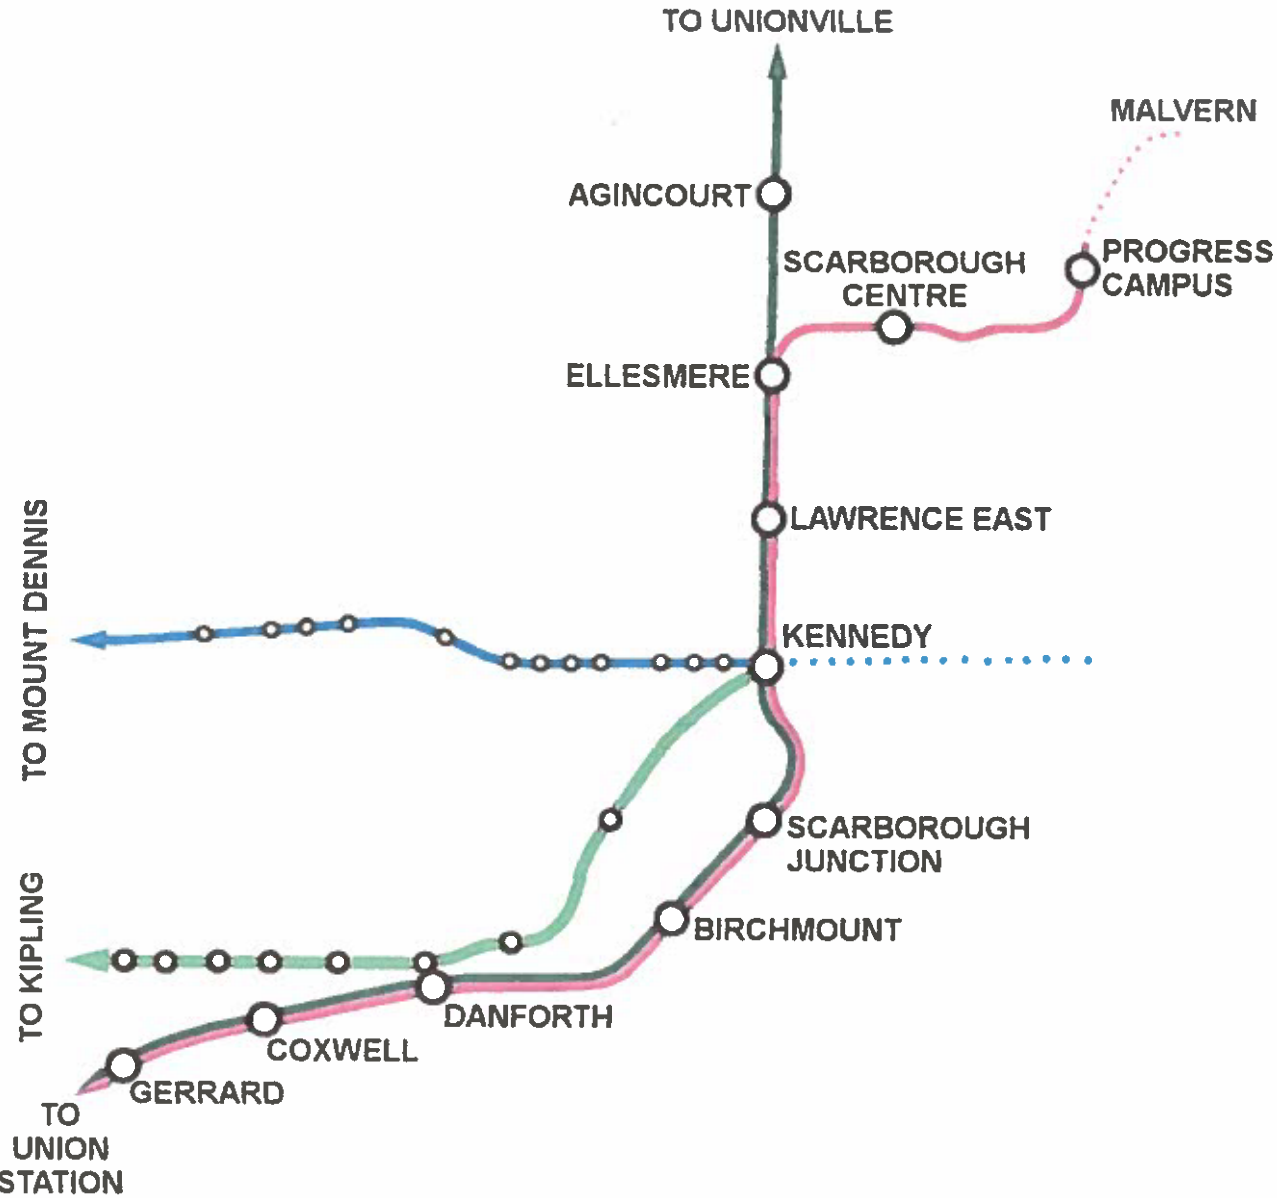 TO UNIONVILLE
MALVERN
AGINCOURT
PROGRESS
CAMPUS
SCARBOROUGH
CENTRE
ELLESMERE
LAWRENCE EAST
TO MOUNT DENNIS
KENNEDY
SCARBOROUGH
JUNCTION
TO KIPLING
BIRCHMOUNT
DANFORTH
COXWELL
GERRARD
TO
UNION
STATION